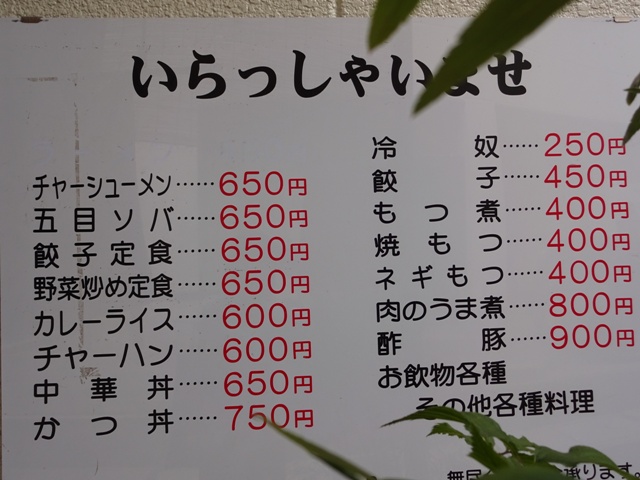 いらっしゃいませ
チャーシューメン……650円
五目ソバ……650円
餃子定食……650円
野菜炒め定食……650円
カレーライス……600円
チャーハン……600円
中華丼……650円
かつ丼……750円
冷奴……250円
餃子……450円
もつ煮……400円
焼もつ……400円
ネギもつ……400円
肉のうま煮……800円
酢豚……900円
お飲物各種
その他各種料理
承ります。